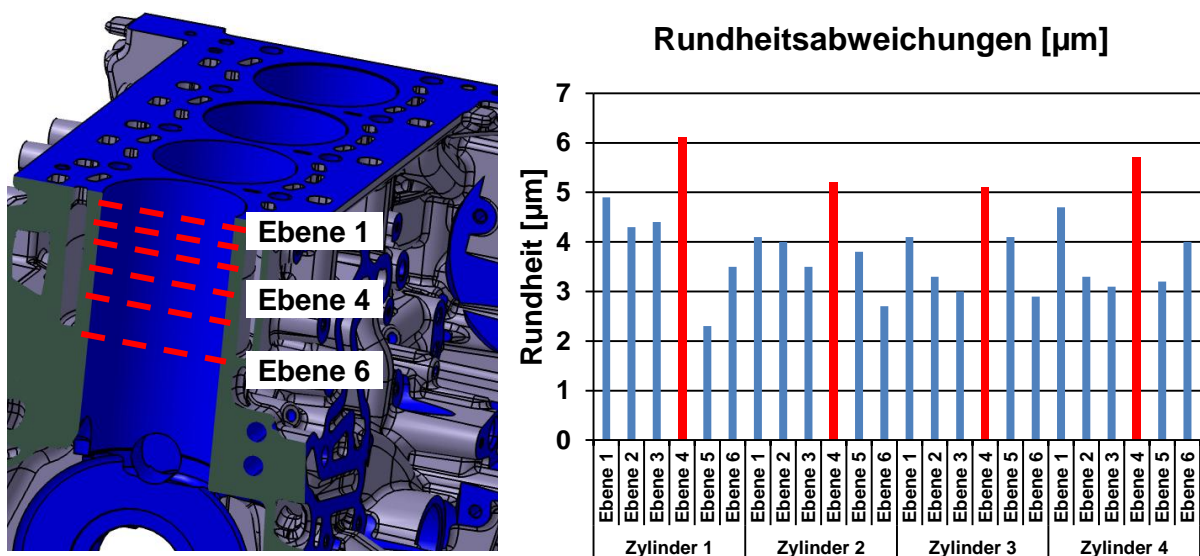 Ebene 1
Ebene 4
Ebene 6
Rundheitsabweichungen [µm]
Rundheit [µm]
7
6
5
4
3
2
1
0
Ebene 1
Ebene 2
Ebene 3
Ebene 4
Ebene 5
Ebene 6
Ebene 1
Ebene 2
Ebene 3
Ebene 4
Ebene 5
Ebene 6
Ebene 1
Ebene 2
Ebene 3
Ebene 4
Ebene 5
Ebene 6
Ebene 1
Ebene 2
Ebene 3
Ebene 4
Ebene 5
Ebene 6
Zylinder 1
Zylinder 2
Zylinder 3
Zylinder 4